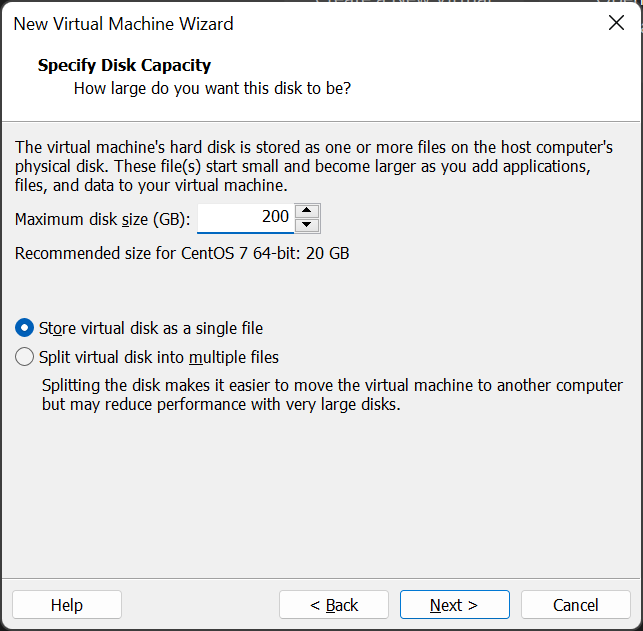 New Virtual Machine Wizard
Specify Disk Capacity
How large do you want this disk to be?
The virtual machine's hard disk is stored as one or more files on the host computer's
physical disk. These file(s) start small and become larger as you add applications,
files, and data to your virtual machine.
Maximum disk size (GB): 200
Recommended size for CentOS 7 64-bit: 20 GB
Store virtual disk as a single file
Split virtual disk into multiple files
Splitting the disk makes it easier to move the virtual machine to another computer
but may reduce performance with very large disks.
Help < Back Next > Cancel